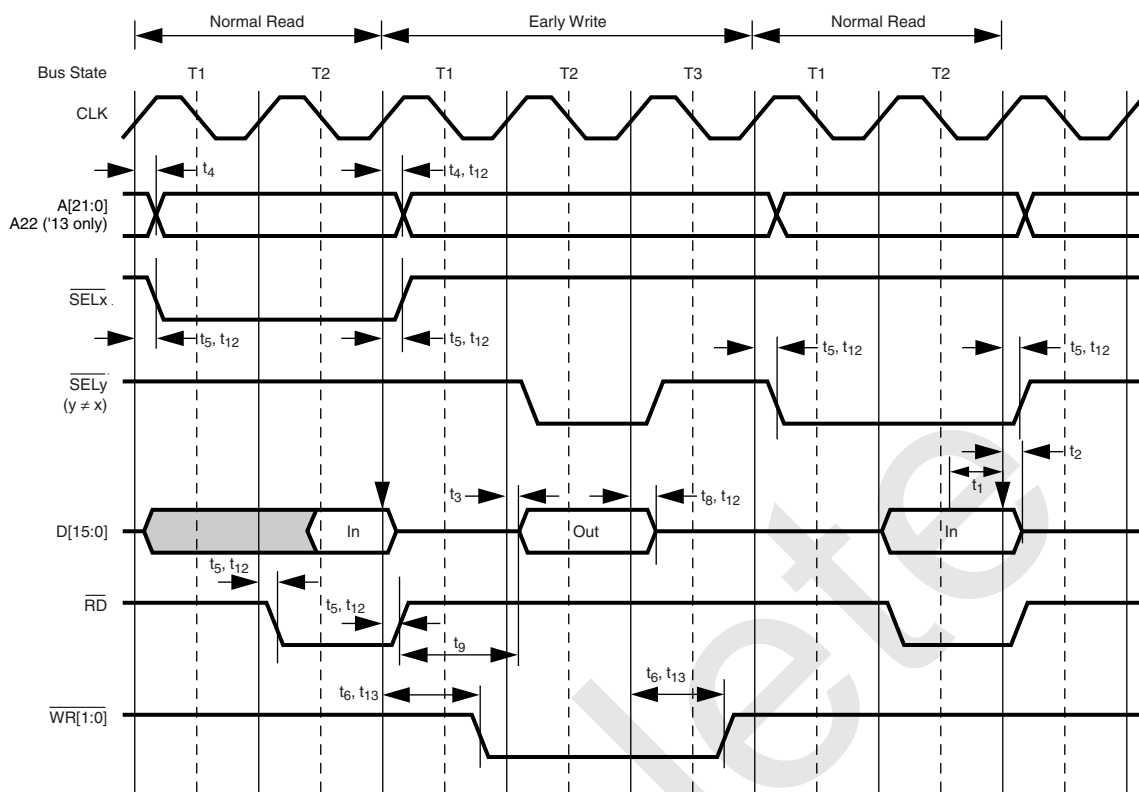 Normal Read Early Write Normal Read
Bus State T1 T2 T1 T2 T3 T1 T2
CLK
t4 t4, t12
A[21:0]
A22 ('13 only)
SELx
t5, t12 t5, t12 t5, t12 t5, t12
SELy
(y ≠ x)
t2
t1
t3 t8, t12
D[15:0] In Out In
t5, t12
RD t5, t12
t9
t6, t13 t6, t13
WR[1:0]
lete